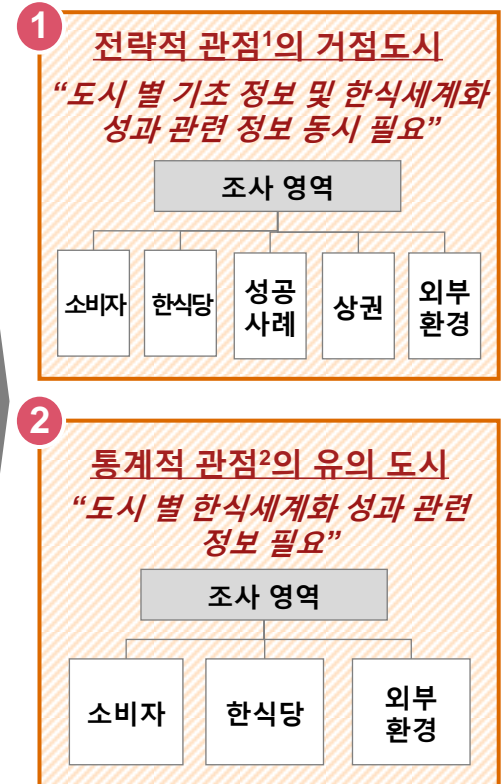 1
전략적 관점¹의 거점도시
“도시 별 기초 정보 및 한식세계화
성과 관련 정보 동시 필요”
조사 영역
소비자
한식당
성공
사례
상권
외부
환경
2
통계적 관점²의 유의 도시
“도시 별 한식세계화 성과 관련
정보 필요”
조사 영역
소비자
한식당
외부
환경